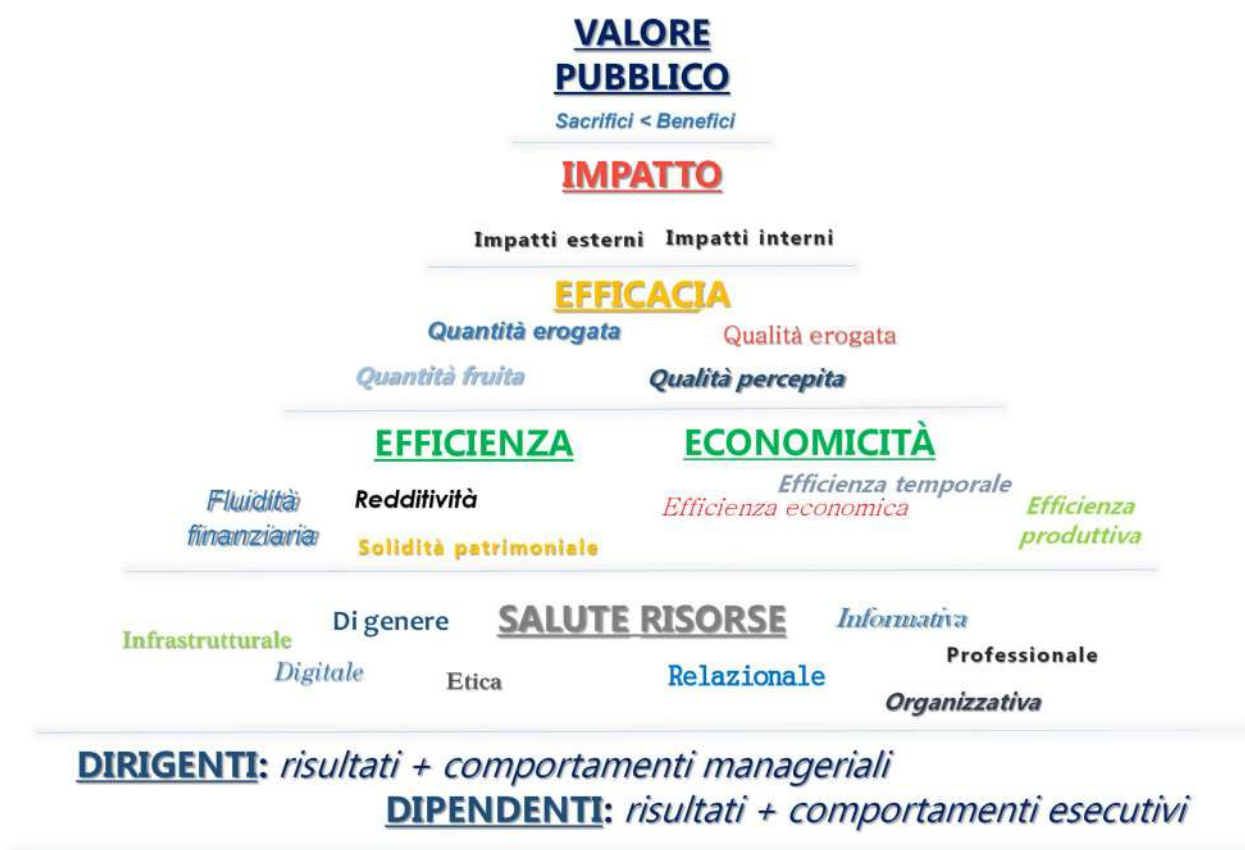 VALORE
PUBBLICO
Sacrifici < Benefici
IMPATTO
Impatti esterni Impatti interni
EFFICACIA
Quantità erogata Qualità erogata
Quantità fruita Qualità percepita
EFFICIENZA ECONOMICITÀ
Fluidità
finanziaria
Redditività
Solidità patrimoniale
Efficienza temporale
Efficienza economica
Efficienza
produttiva
SALUTE RISORSE
Infrastrutturale
Di genere
Digitale
Etica
Relazionale
Informativa
Professionale
Organizzativa
DIRIGENTI: risultati + comportamenti manageriali
DIPENDENTI: risultati + comportamenti esecutivi